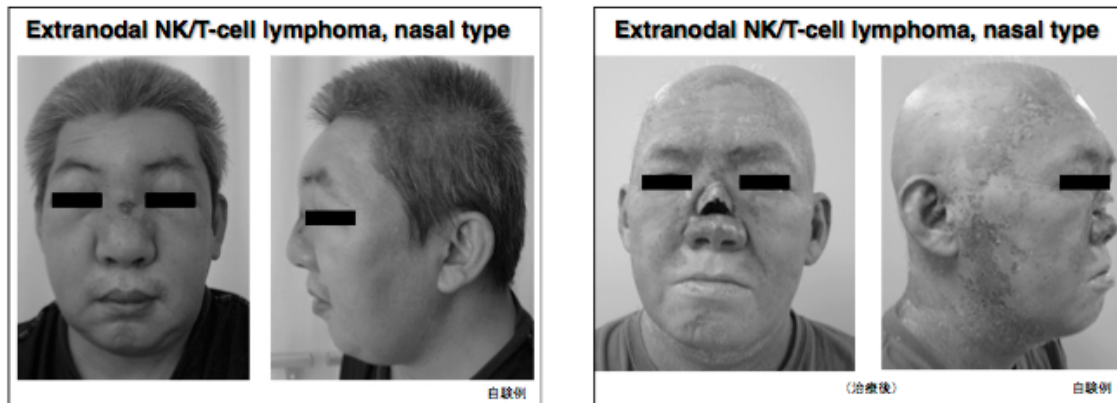 Extranodal NK/T-cell lymphoma, nasal type
自験例
Extranodal NK/T-cell lymphoma, nasal type
(治療後)
自験例